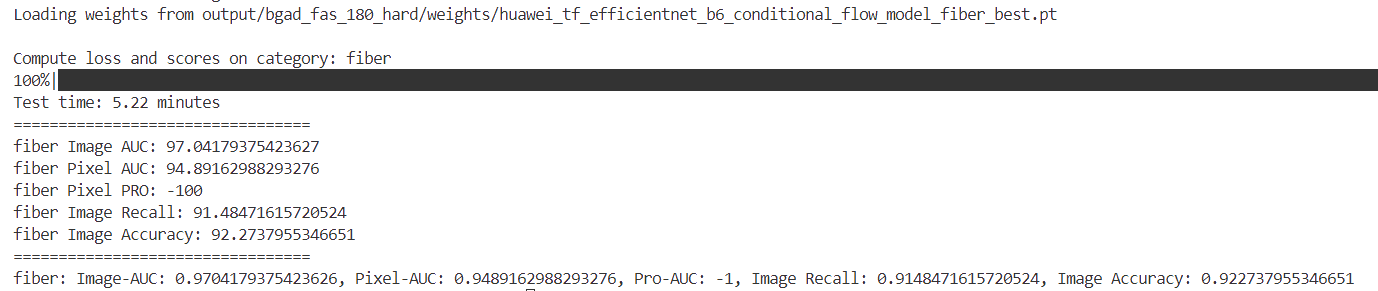 Loading weights from output/bgad_fas_180_hard/weights/huawei_tf_efficientnet_b6_conditional_flow_model_fiber_best.pt
Compute loss and scores on category: fiber
100%|
Test time: 5.22 minutes
=================================
fiber Image AUC: 97.04179375423627
fiber Pixel AUC: 94.89162988293276
fiber Pixel PRO: -100
fiber Image Recall: 91.48471615720524
fiber Image Accuracy: 92.2737955346651
=================================
fiber: Image-AUC: 0.9704179375423626, Pixel-AUC: 0.9489162988293276, Pro-AUC: -1, Image Recall: 0.9148471615720524, Image Accuracy: 0.922737955346651